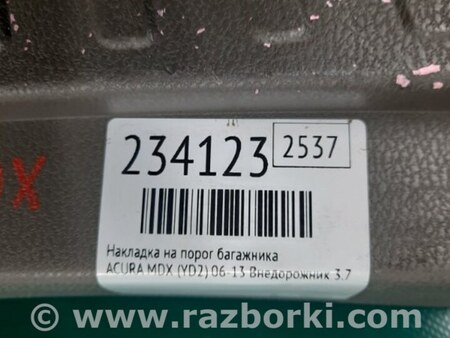 234123 2537
Накладка на порог багажника
ACURA MDX (YD2) 06-13 Внедорожник 3.7
www.razborki.com